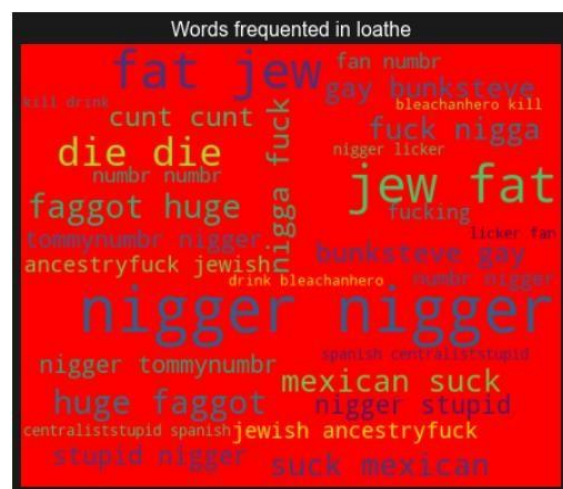 Words frequented in loathe
fat jew
fan numbr
gay bunksteve
kill drink
bleachanhero kill
cunt cunt
fuck nigga
die die
nigga fuck
nigger licker
numbr numbr
jew fat
faggot huge
fucking
tommynumbr nigger
licker fan
bunksteve gay
ancestryfuck jewish
drink bleachanhero
numbr nigger
nigger nigger
nigger tommynumbr
spanish centraliststupid
mexican suck
huge faggot
nigger stupid
centraliststupid spanish
jewish ancestryfuck
stupid nigger
suck mexican